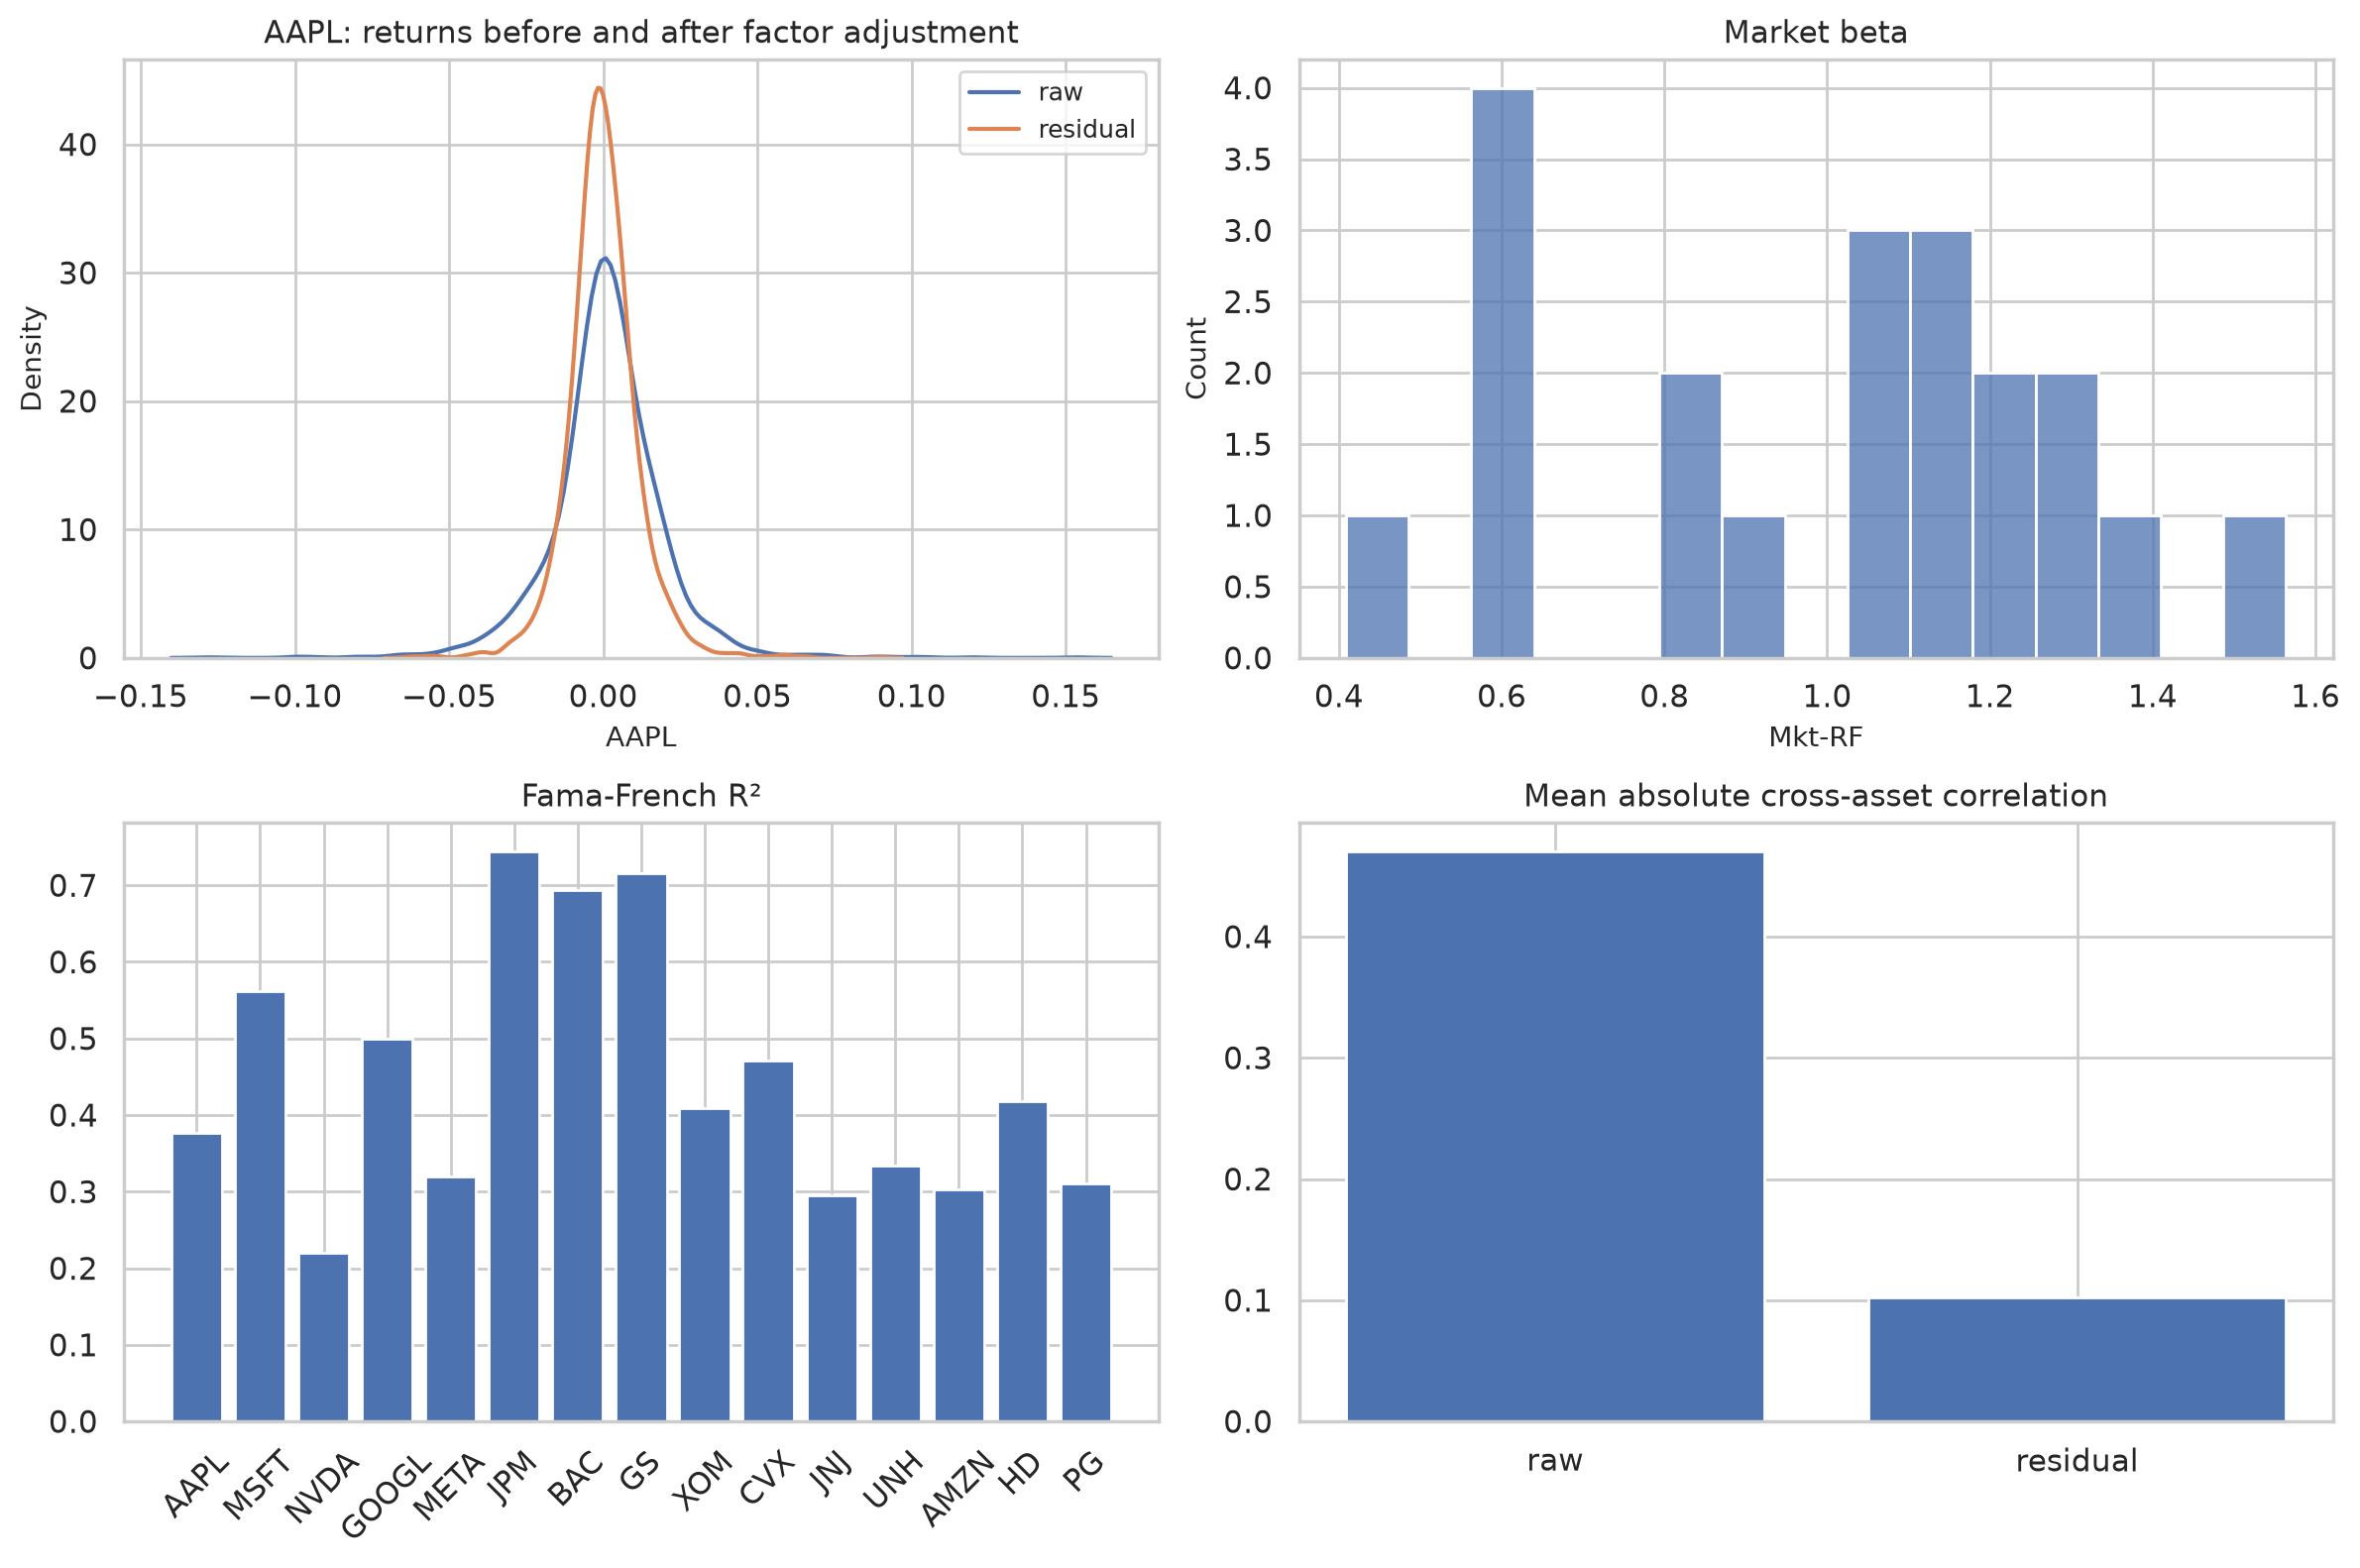 AAPL: returns before and after factor adjustment
raw
residual
Density
40
30
20
10
0
−0.15 −0.10 −0.05 0.00 0.05 0.10 0.15
AAPL
Market beta
Count
4.0
3.5
3.0
2.5
2.0
1.5
1.0
0.5
0.0
0.4 0.6 0.8 1.0 1.2 1.4 1.6
Mkt-RF
Fama-French R²
0.7
0.6
0.5
0.4
0.3
0.2
0.1
0.0
AAPL MSFT NVDA GOOGL META JPM BAC GS XOM CVX JNJ UNH AMZN HD PG
Mean absolute cross-asset correlation
0.4
0.3
0.2
0.1
0.0
raw residual